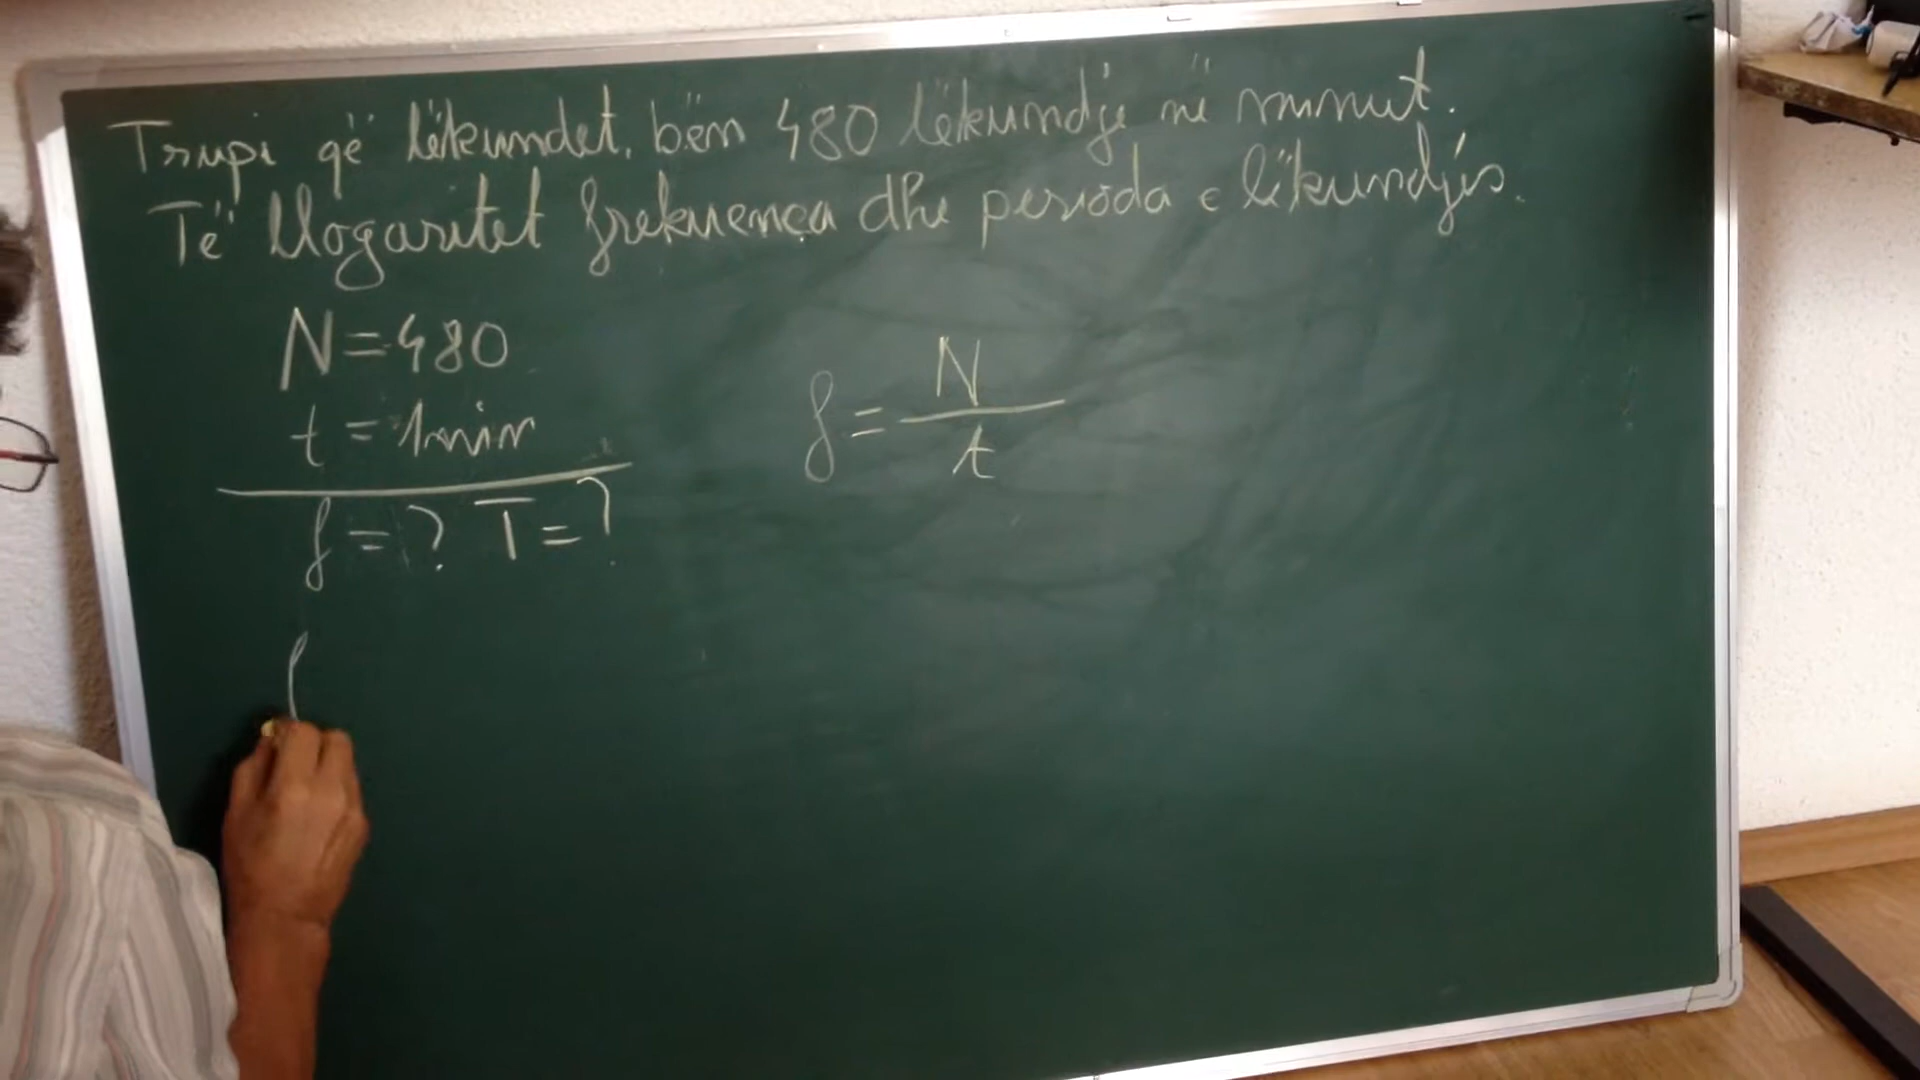 Trupi që lëkundet, bën 480 lëkundje në minut.
Të llogaritet frekuenca dhe perioda e lëkundjes.
N = 480
t = 1min
f = ? T = ?
f = N / t